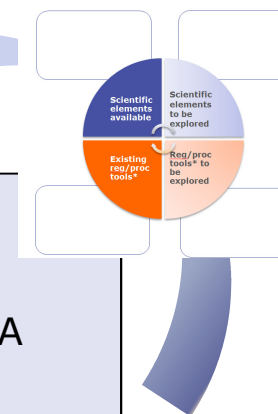 Scientific
elements
available
Scientific
elements
to be
explored
Existing
reg/proc
tools*
Reg/proc
tools* to
be
explored
A